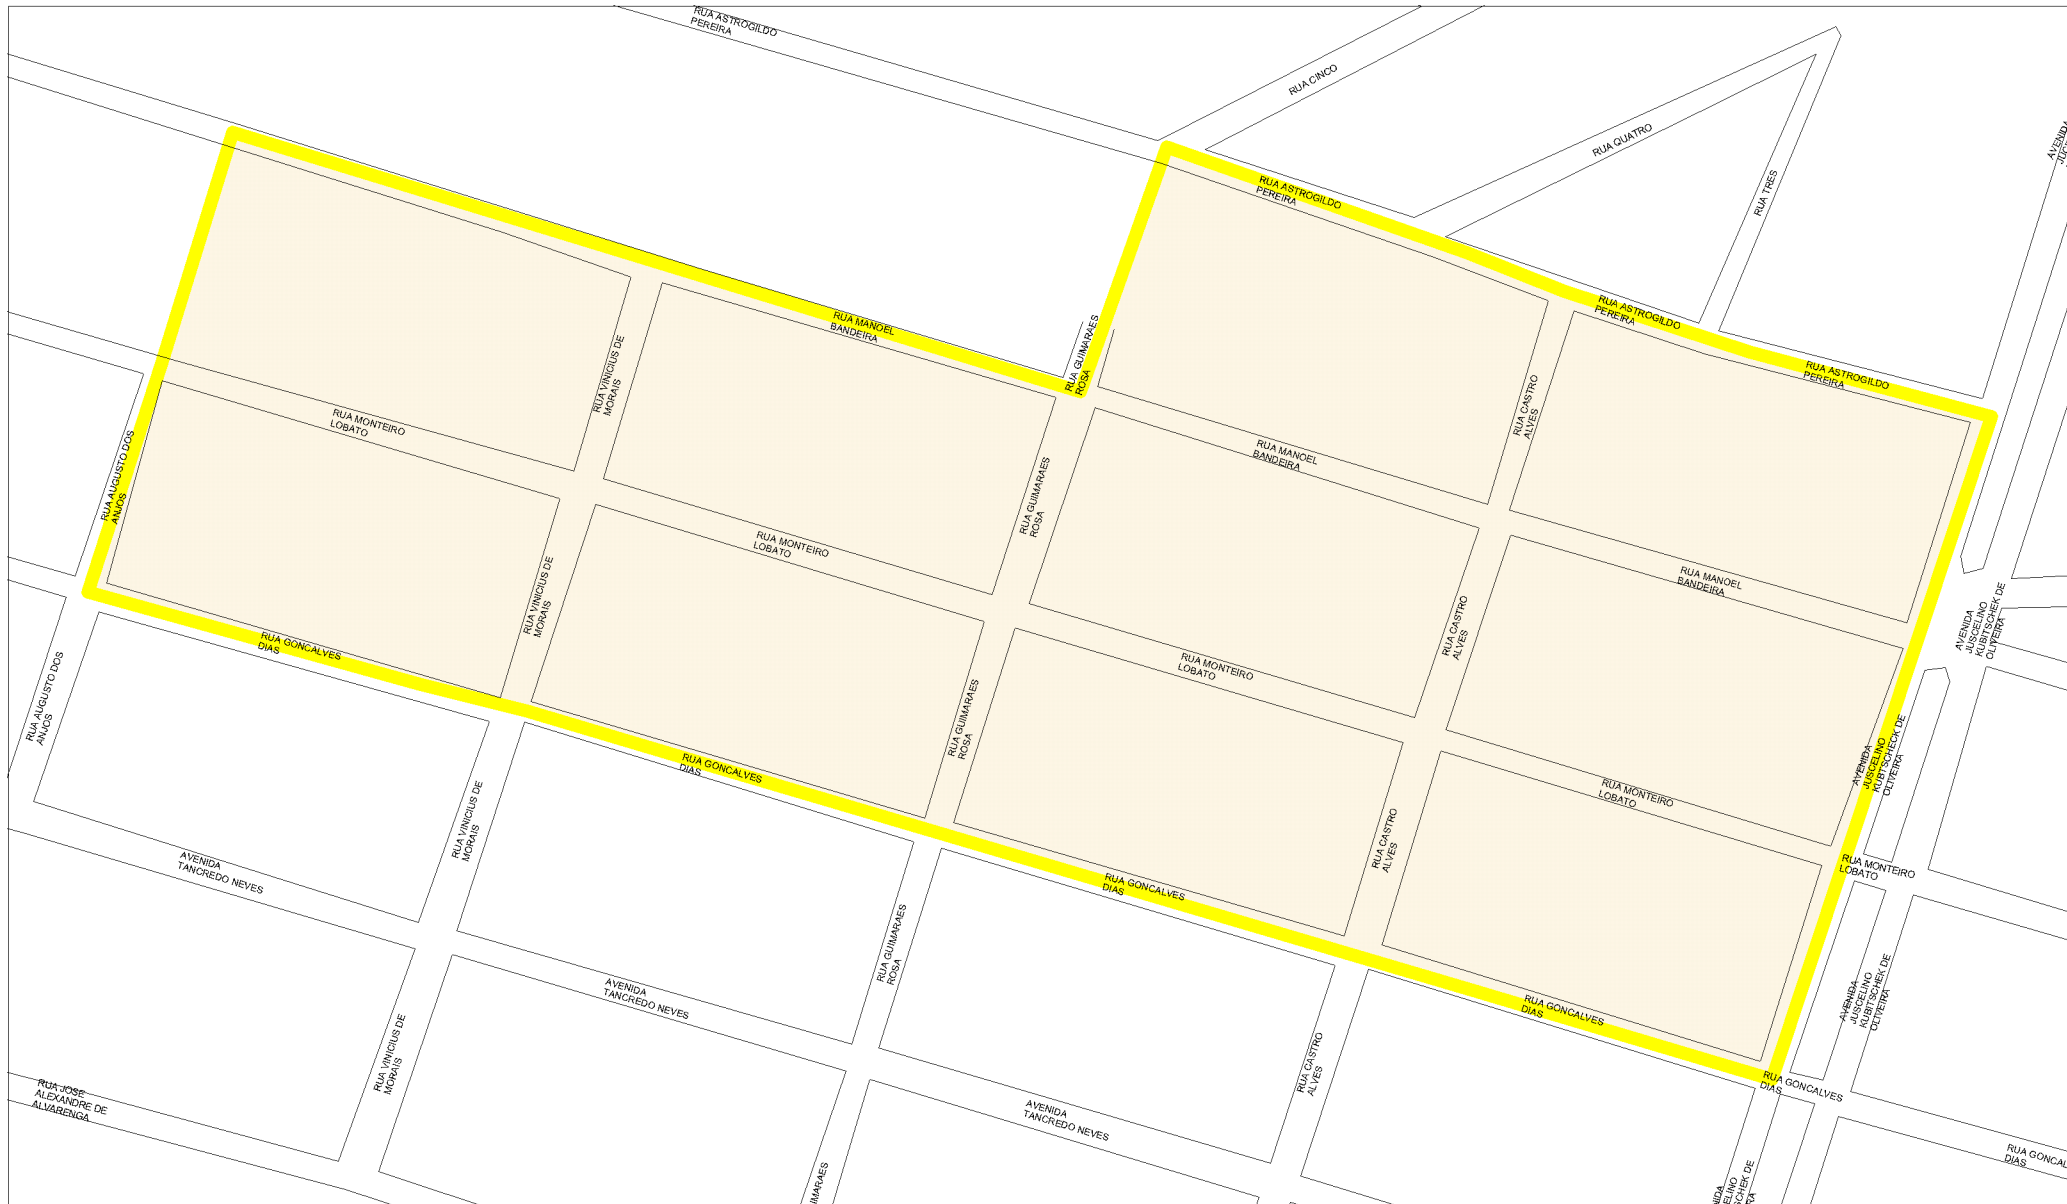 RUA ASTROGILDO
PEREIRA
RUA CINCO
RUA QUATRO
RUA TRES
AVENIDA
RUA ASTROGILDO
PEREIRA
RUA ASTROGILDO
PEREIRA
RUA ASTROGILDO
PEREIRA
RUA MANOEL
BANDEIRA
RUA GUIMARAES
ROSA
RUA VINICIUS DE
MORAIS
RUA CASTRO
ALVES
RUA MONTEIRO
LOBATO
RUA AUGUSTO DOS
ANJOS
RUA MANOEL
BANDEIRA
RUA GUIMARAES
ROSA
RUA MONTEIRO
LOBATO
RUA MANOEL
BANDEIRA
RUA VINICIUS DE
MORAIS
RUA CASTRO
ALVES
AVENIDA
JUSCELINO
KUBITSCHEK DE
OLIVEIRA
RUA GONCALVES
DIAS
RUA MONTEIRO
LOBATO
RUA AUGUSTO DOS
ANJOS
RUA GUIMARAES
ROSA
AVENIDA
JUSCELINO
KUBITSCHECK DE
OLIVEIRA
RUA GONCALVES
DIAS
RUA MONTEIRO
LOBATO
RUA VINICIUS DE
MORAIS
RUA CASTRO
ALVES
RUA MONTEIRO
LOBATO
AVENIDA
TANCREDO NEVES
RUA GONCALVES
DIAS
RUA GUIMARAES
ROSA
AVENIDA
JUSCELINO
KUBITSCHEK DE
OLIVEIRA
AVENIDA
TANCREDO NEVES
RUA GONCALVES
DIAS
RUA VINICIUS DE
MORAIS
RUA CASTRO
ALVES
RUA GONCALVES
DIAS
RUA JOSE
ALEXANDRE DE
ALVARENGA
AVENIDA
TANCREDO NEVES
RUA GONCAL
DIAS